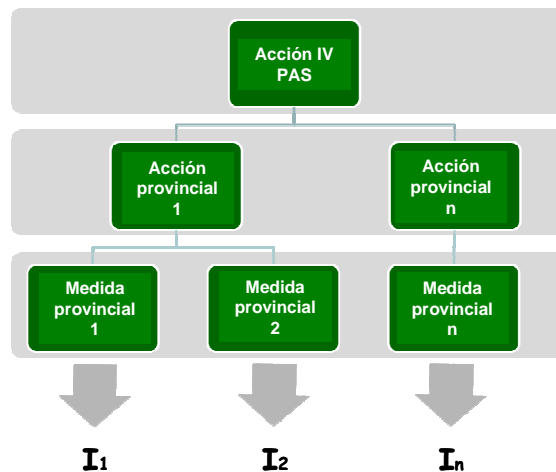 Acción IV
PAS
Acción
provincial
1
Acción
provincial
n
Medida
provincial
1
Medida
provincial
2
Medida
provincial
n
I1
I2
In